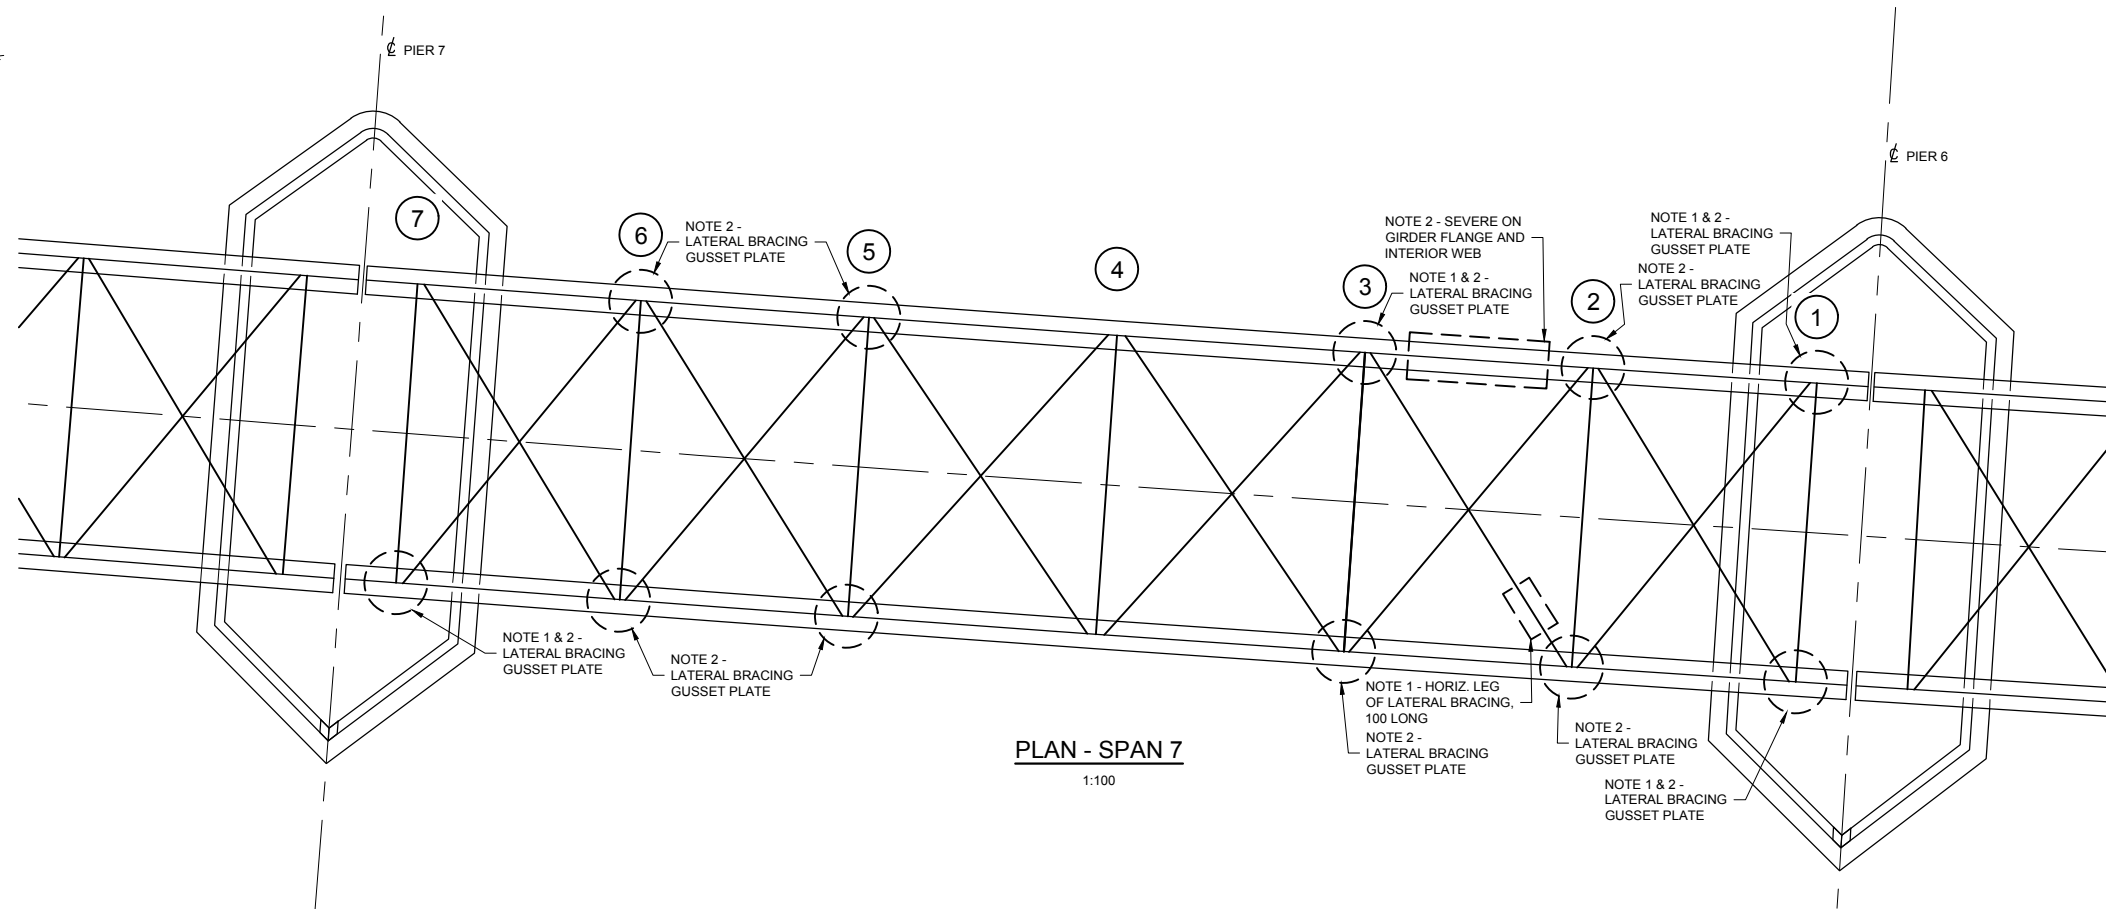 ℄ PIER 7
℄ PIER 6
7
6
NOTE 2 -
LATERAL BRACING
GUSSET PLATE
5
4
NOTE 2 - SEVERE ON
GIRDER FLANGE AND
INTERIOR WEB
NOTE 1 & 2 -
LATERAL BRACING
GUSSET PLATE
3
NOTE 1 & 2 -
LATERAL BRACING
GUSSET PLATE
NOTE 2 -
LATERAL BRACING
GUSSET PLATE
2
1
NOTE 1 & 2 -
LATERAL BRACING
GUSSET PLATE
NOTE 2 -
LATERAL BRACING
GUSSET PLATE
NOTE 1 - HORIZ. LEG
OF LATERAL BRACING,
100 LONG
NOTE 2 -
LATERAL BRACING
GUSSET PLATE
NOTE 2 -
LATERAL BRACING
GUSSET PLATE
NOTE 1 & 2 -
LATERAL BRACING
GUSSET PLATE
PLAN - SPAN 7
1:100